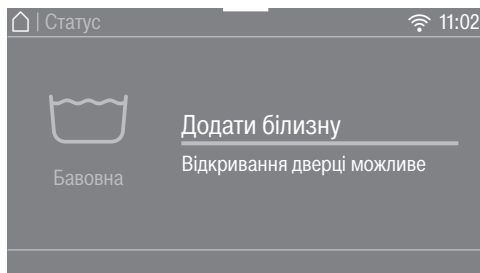 | Статус 11:02
Додати білизну
Відкривання дверці можливе
Бавовна